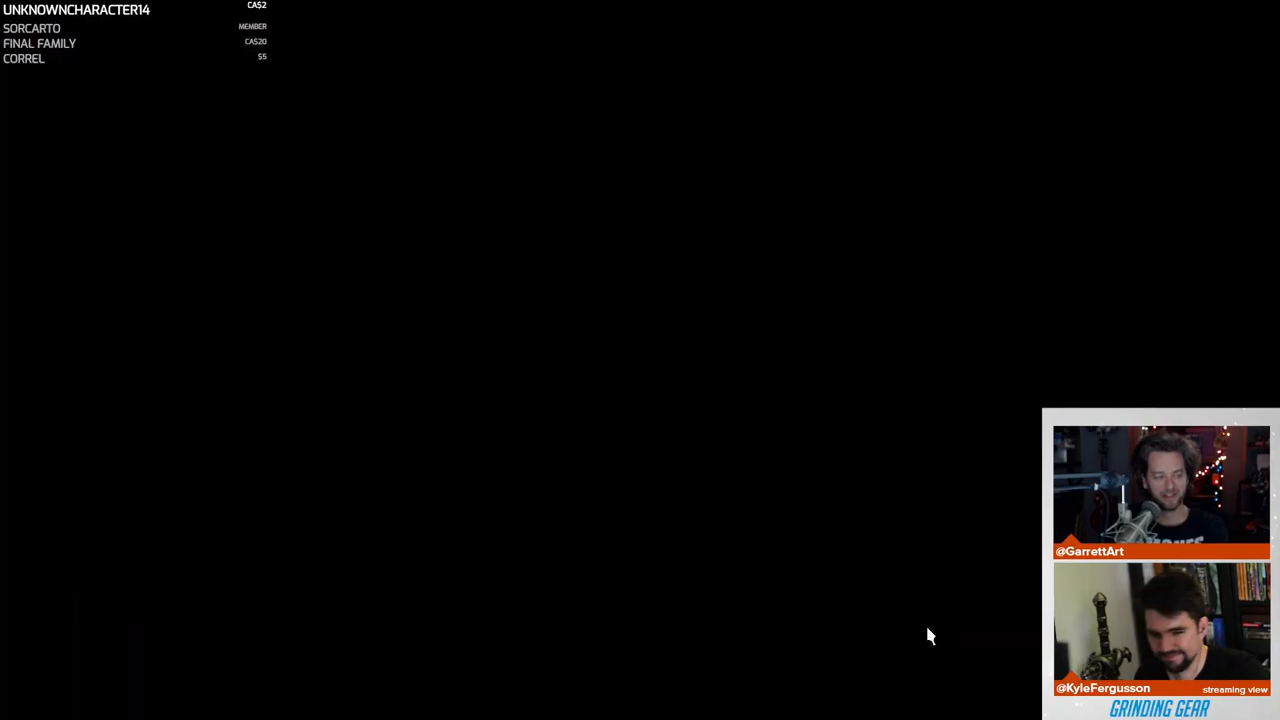 UNKNOWNCHARACTER14 CA$2
SORCARTO MEMBER
FINAL FAMILY CA$20
CORREL $5
@GarrettArt
@KyleFergusson streaming view
GRINDING GEAR